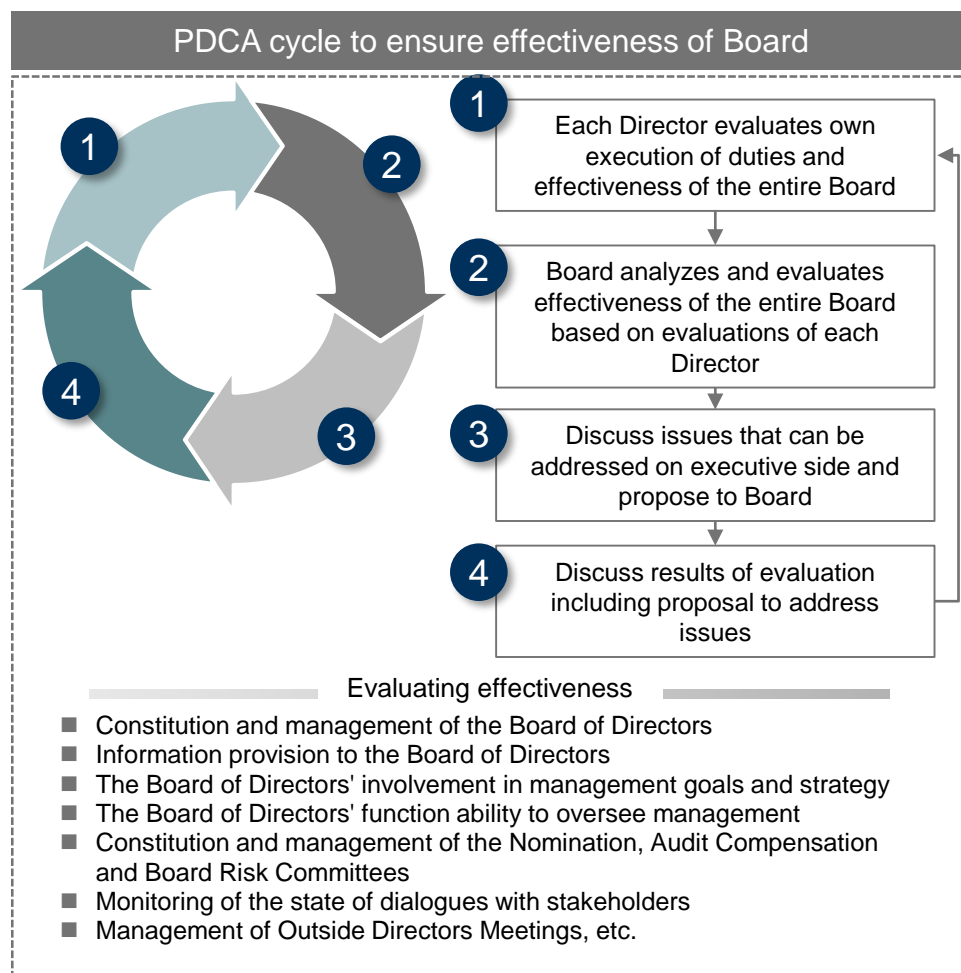 PDCA cycle to ensure effectiveness of Board
1
2
3
4
1
Each Director evaluates own
execution of duties and
effectiveness of the entire Board
2
Board analyzes and evaluates
effectiveness of the entire Board
based on evaluations of each
Director
3
Discuss issues that can be
addressed on executive side and
propose to Board
4
Discuss results of evaluation
including proposal to address
issues
Evaluating effectiveness
■ Constitution and management of the Board of Directors
■ Information provision to the Board of Directors
■ The Board of Directors' involvement in management goals and strategy
■ The Board of Directors' function ability to oversee management
■ Constitution and management of the Nomination, Audit Compensation
and Board Risk Committees
■ Monitoring of the state of dialogues with stakeholders
■ Management of Outside Directors Meetings, etc.